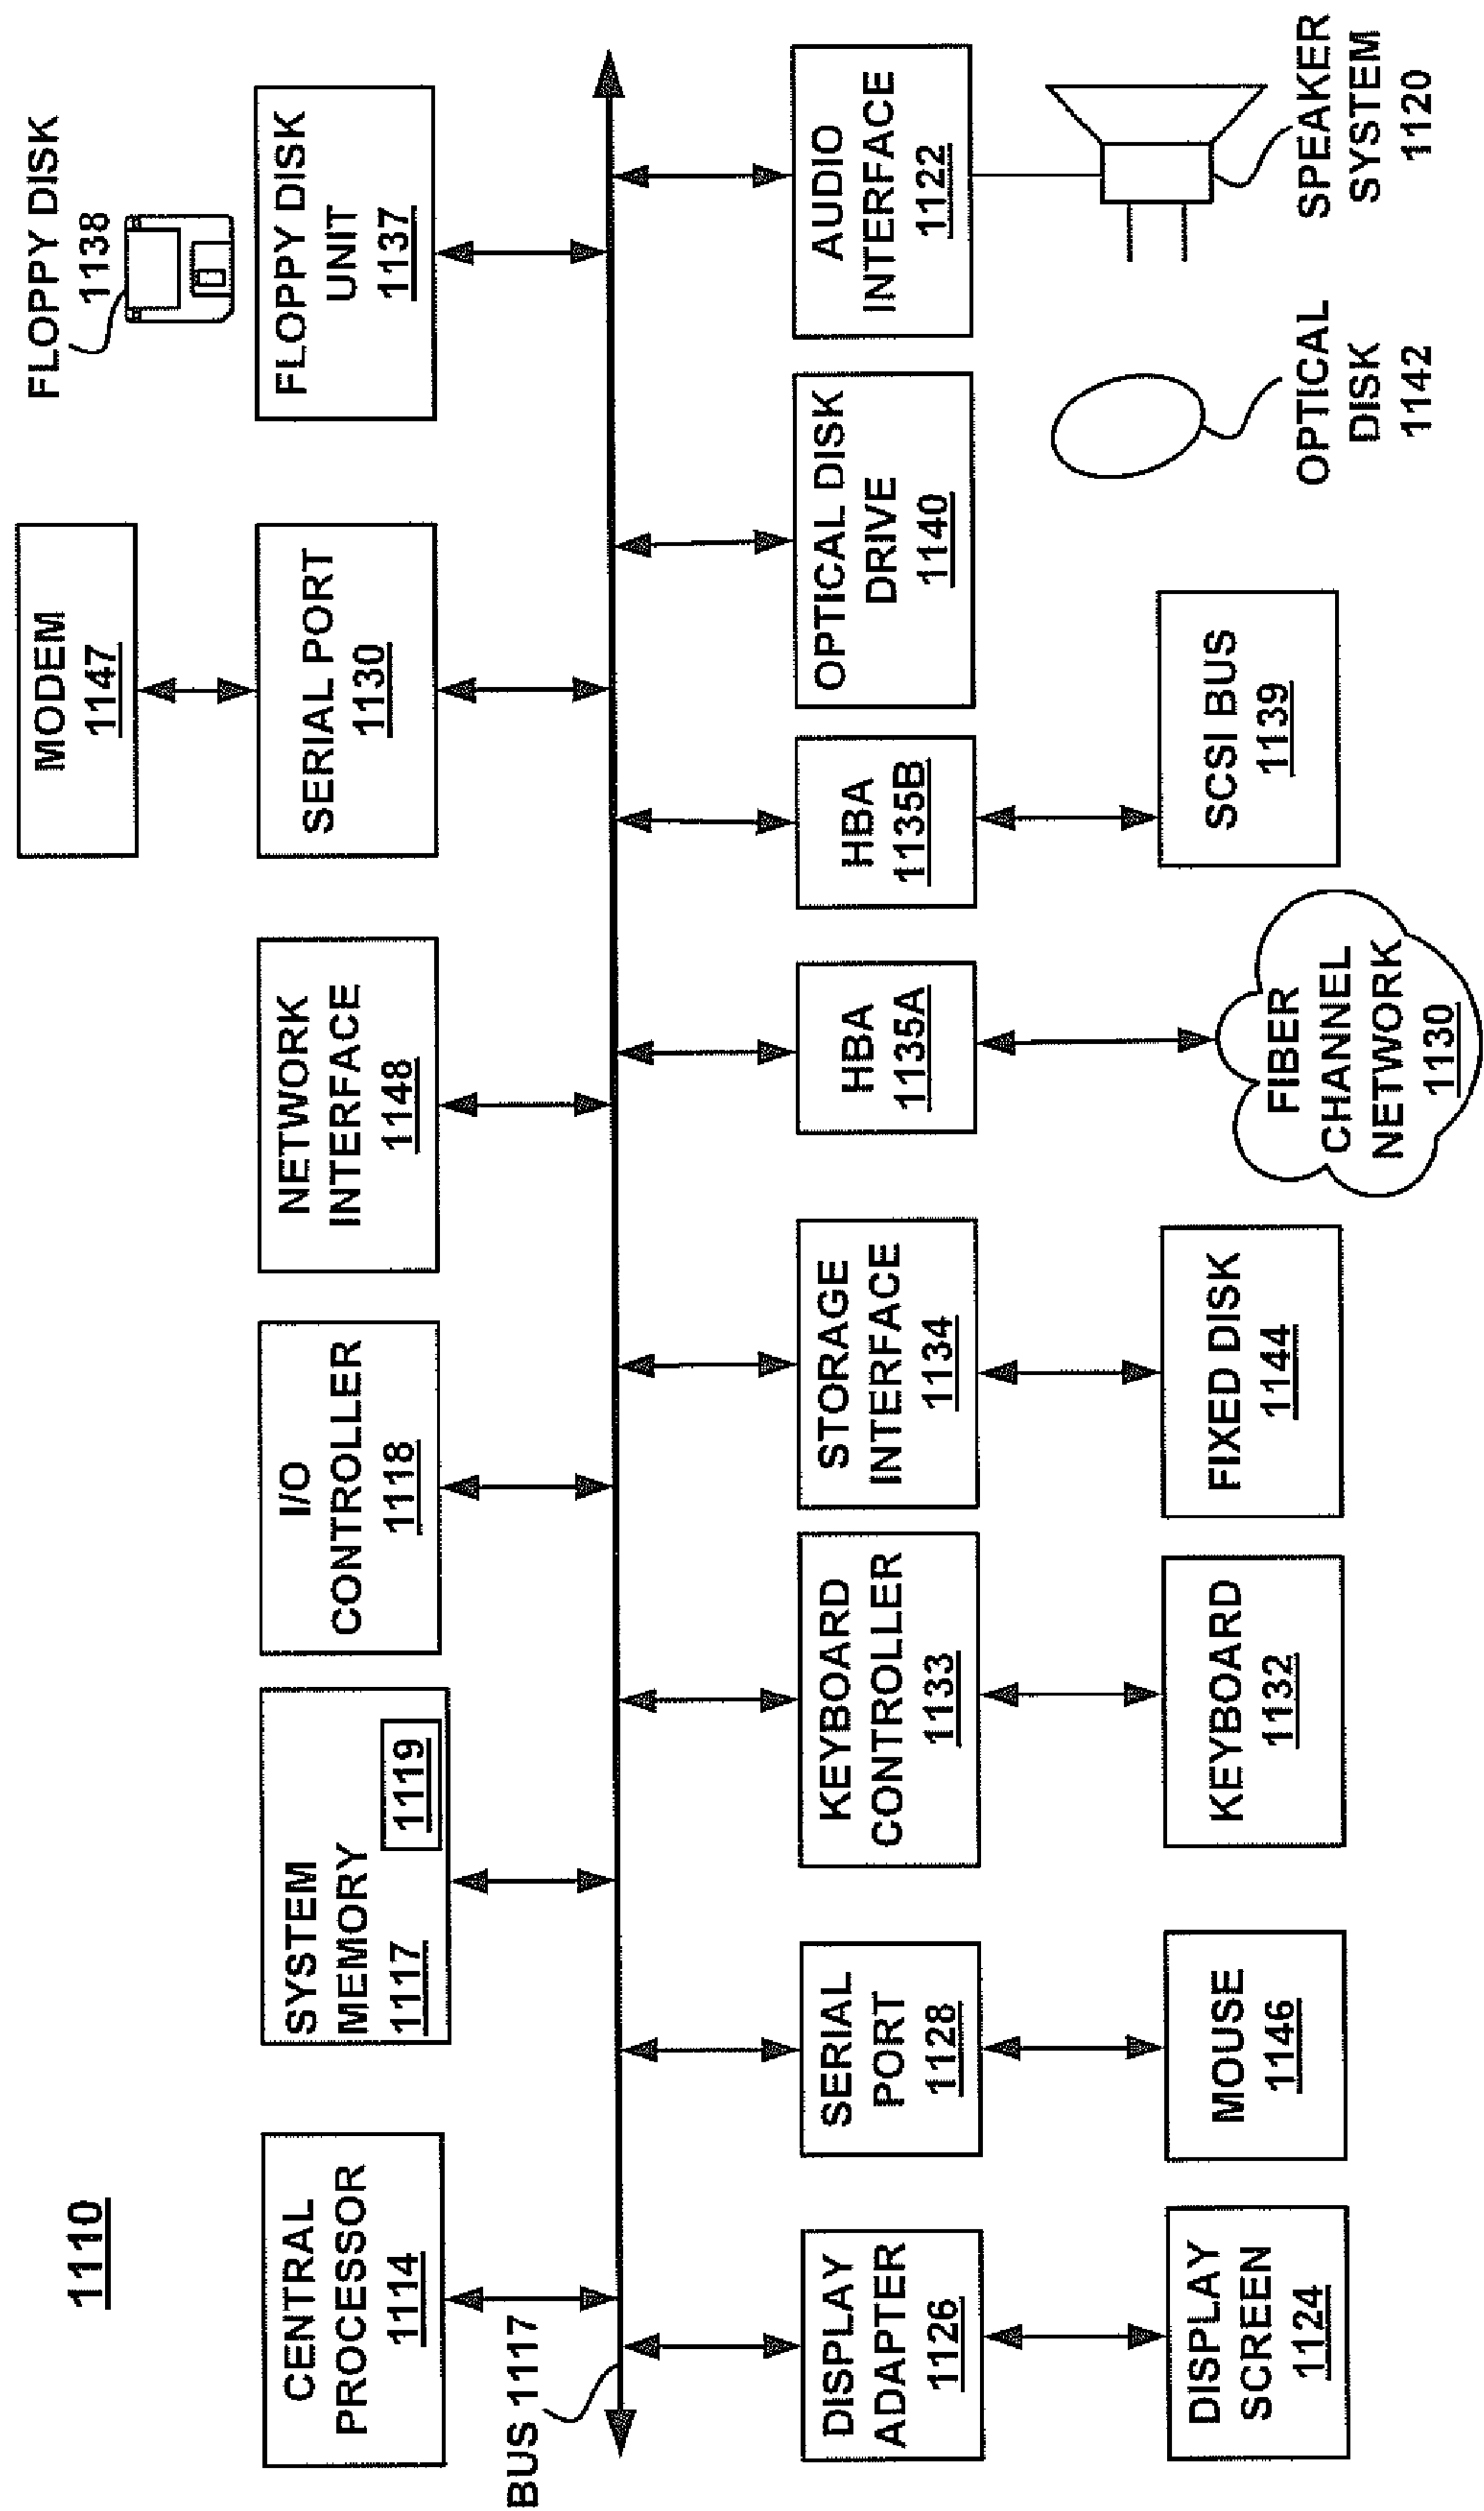 1110
FLOPPY DISK
1138
MODEM
1147
CENTRAL
PROCESSOR
1114
SYSTEM
MEMORY
1117
1119
I/O
CONTROLLER
1118
NETWORK
INTERFACE
1148
SERIAL PORT
1130
FLOPPY DISK
UNIT
1137
BUS 1117
DISPLAY
ADAPTER
1126
SERIAL
PORT
1128
KEYBOARD
CONTROLLER
1133
STORAGE
INTERFACE
1134
HBA
1135A
HBA
1135B
OPTICAL DISK
DRIVE
1140
AUDIO
INTERFACE
1122
DISPLAY
SCREEN
1124
MOUSE
1146
KEYBOARD
1132
FIXED DISK
1144
FIBER
CHANNEL
NETWORK
1130
SCSI BUS
1139
OPTICAL
DISK
1142
SPEAKER
SYSTEM
1120